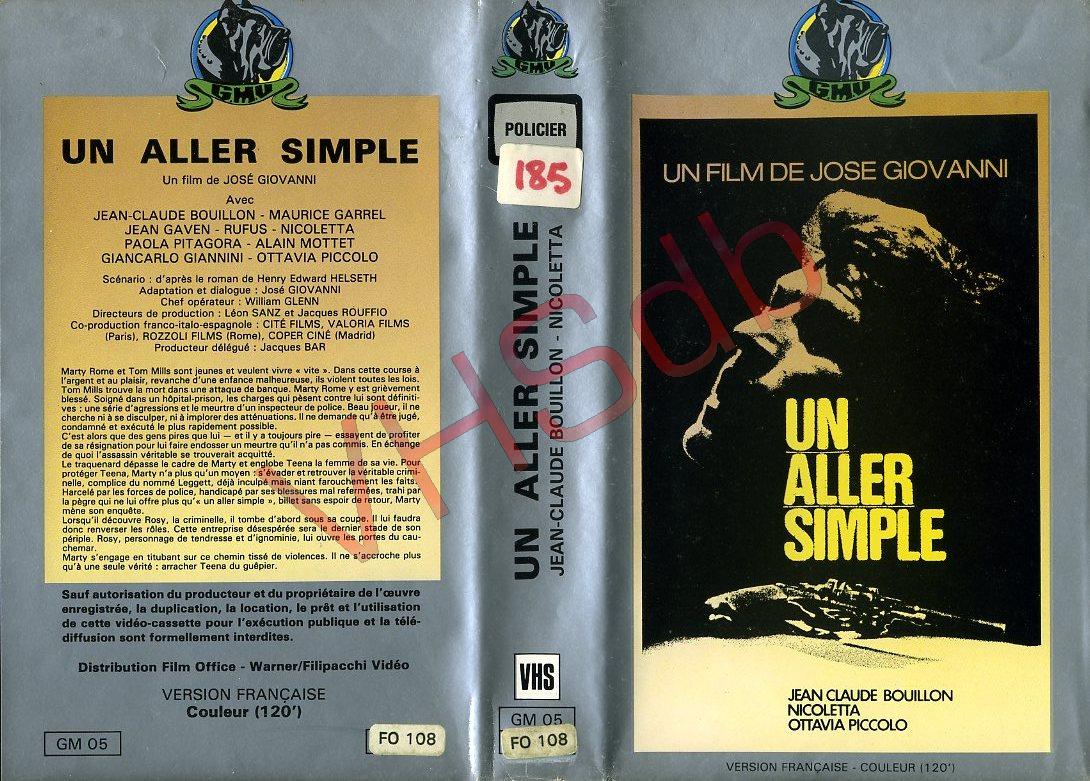 GMV
UN ALLER SIMPLE
Un film de JOSÉ GIOVANNI
Avec
JEAN-CLAUDE BOUILLON - MAURICE GARREL
JEAN GAVEN - RUFUS - NICOLETTA
PAOLA PITAGORA - ALAIN MOTTET
GIANCARLO GIANNINI - OTTAVIA PICCOLO
Scénario : d'après le roman de Henry Edward HELSETH
Adaptation et dialogue : José GIOVANNI
Chef opérateur : William GLENN
Directeurs de production : Léon SANZ et Jacques ROUFFIO
Co-production franco-italo-espagnole : CITÉ FILMS, VALORIA FILMS
(Paris), ROZZOLI FILMS (Rome), COPER CINÉ (Madrid)
Producteur délégué : Jacques BAR
Marty Rome et Tom Mills sont jeunes et veulent vivre « vite ». Dans cette course à
l'argent et au plaisir, revanche d'une enfance malheureuse, ils violent toutes les lois.
Tom Mills trouve la mort dans une attaque de banque. Marty Rome y est grièvement
blessé. Soigné dans un hôpital-prison, les charges qui pèsent contre lui sont définiti-
ves : une série d'agressions et le meurtre d'un inspecteur de police. Beau joueur, il ne
cherche ni à se disculper, ni à implorer des atténuations. Il ne demande qu'à être jugé,
condamné et exécuté le plus rapidement possible.
C'est alors que des gens pires que lui — et il y a toujours pire — essayent de profiter
de sa résignation pour lui faire endosser un meurtre qu'il n'a pas commis. En échange
de quoi l'assassin véritable se trouverait acquitté.
Le traquenard dépasse le cadre de Marty et englobe Teena la femme de sa vie. Pour
protéger Teena, Marty n'a plus qu'un moyen : s'évader et retrouver la véritable crimi-
nelle, complice du nommé Leggett, déjà inculpé mais niant farouchement les faits.
Harcelé par les forces de police, handicapé par ses blessures mal refermées, trahi par
la pègre qui ne lui offre plus qu'« un aller simple », billet sans espoir de retour, Marty
mène son enquête.
Lorsqu'il découvre Rosy, la criminelle, il tombe d'abord sous sa coupe. Il lui faudra
donc renverser les rôles. Cette entreprise désespérée sera le dernier stade de son
périple. Rosy, personnage de tendresse et d'ignominie, lui ouvre les portes du cau-
chemar.
Marty s'engage en titubant sur ce chemin tissé de violences. Il ne s'accroche plus
qu'à une seule vérité : arracher Teena du guêpier.
Sauf autorisation du producteur et du propriétaire de l'œuvre
enregistrée, la duplication, la location, le prêt et l'utilisation
de cette vidéo-cassette pour l'exécution publique et la télé-
diffusion sont formellement interdites.
Distribution Film Office - Warner/Filipacchi Vidéo
VERSION FRANÇAISE
Couleur (120')
GM 05
FO 108
GMV
POLICIER
185
UN ALLER SIMPLE
JEAN-CLAUDE BOUILLON - NICOLETTA
VHS
GM 05
FO 108
GMV
UN FILM DE JOSE GIOVANNI
UN
ALLER
SIMPLE
JEAN CLAUDE BOUILLON
NICOLETTA
OTTAVIA PICCOLO
VERSION FRANÇAISE - COULEUR (120')
VHSdb